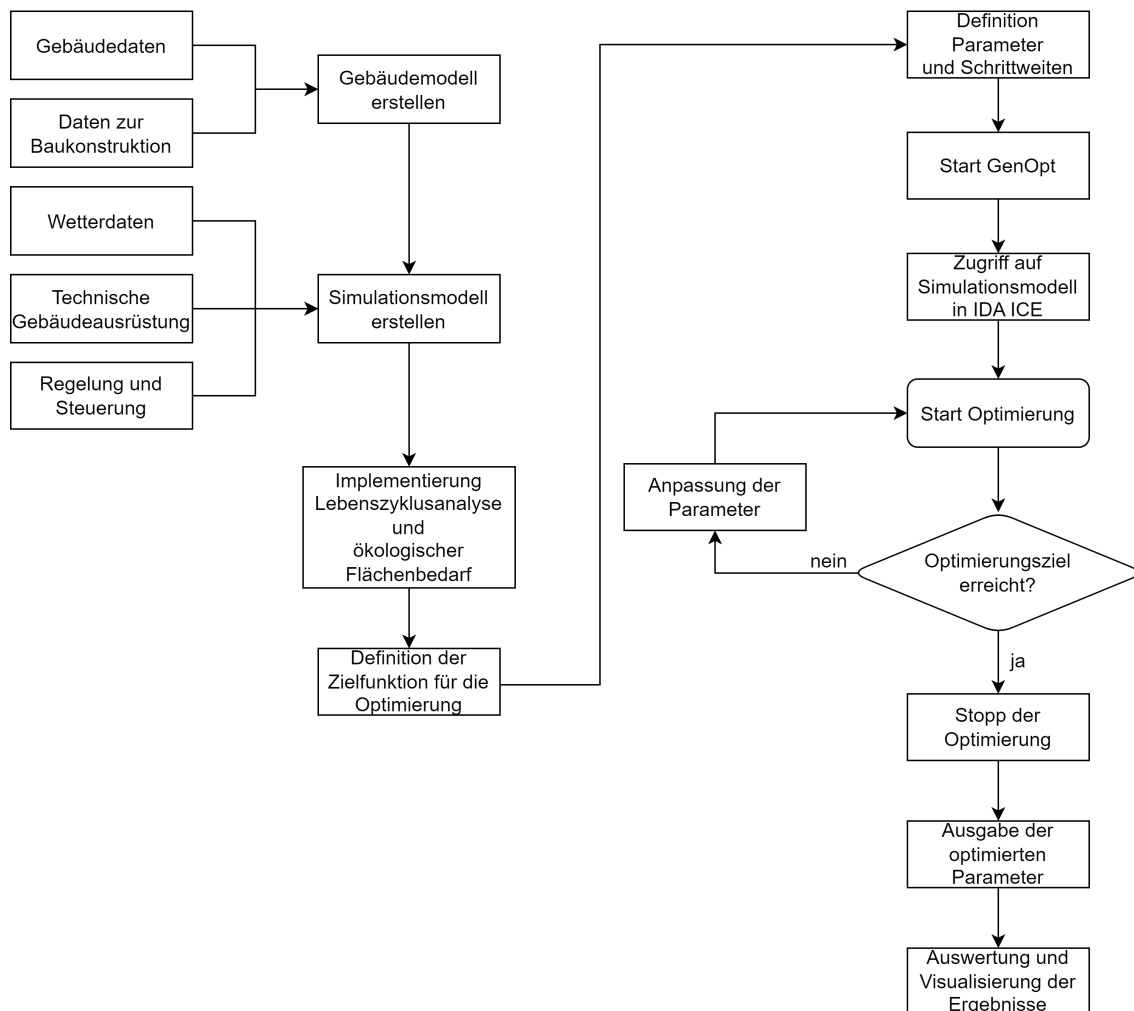 Gebäudedaten
Daten zur
Baukonstruktion
Wetterdaten
Technische
Gebäudeausrüstung
Regelung und
Steuerung
Gebäudemodell
erstellen
Simulationsmodell
erstellen
Implementierung
Lebenszyklusanalyse
und
ökologischer
Flächenbedarf
Definition der
Zielfunktion für die
Optimierung
Definition
Parameter
und Schrittweiten
Start GenOpt
Zugriff auf
Simulationsmodell
in IDA ICE
Start Optimierung
Anpassung der
Parameter
nein
Optimierungsziel
erreicht?
ja
Stopp der
Optimierung
Ausgabe der
optimierten
Parameter
Auswertung und
Visualisierung der
Ergebnisse